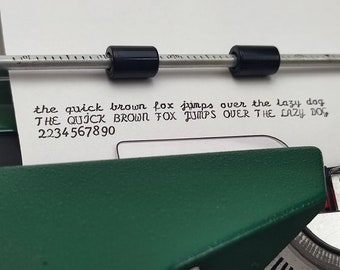 the quick brown fox jumps over the lazy dog
THE QUICK BROWN FOX JUMPS OVER THE LAZY DOG
2234567890